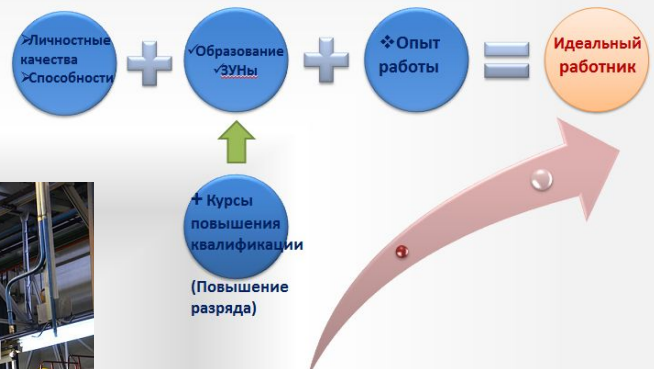 ➢Личностные
качества
➢Способности
✓Образование
✓ЗУНы
❖Опыт
работы
Идеальный
работник
+ Курсы
повышения
квалификации
(Повышение
разряда)